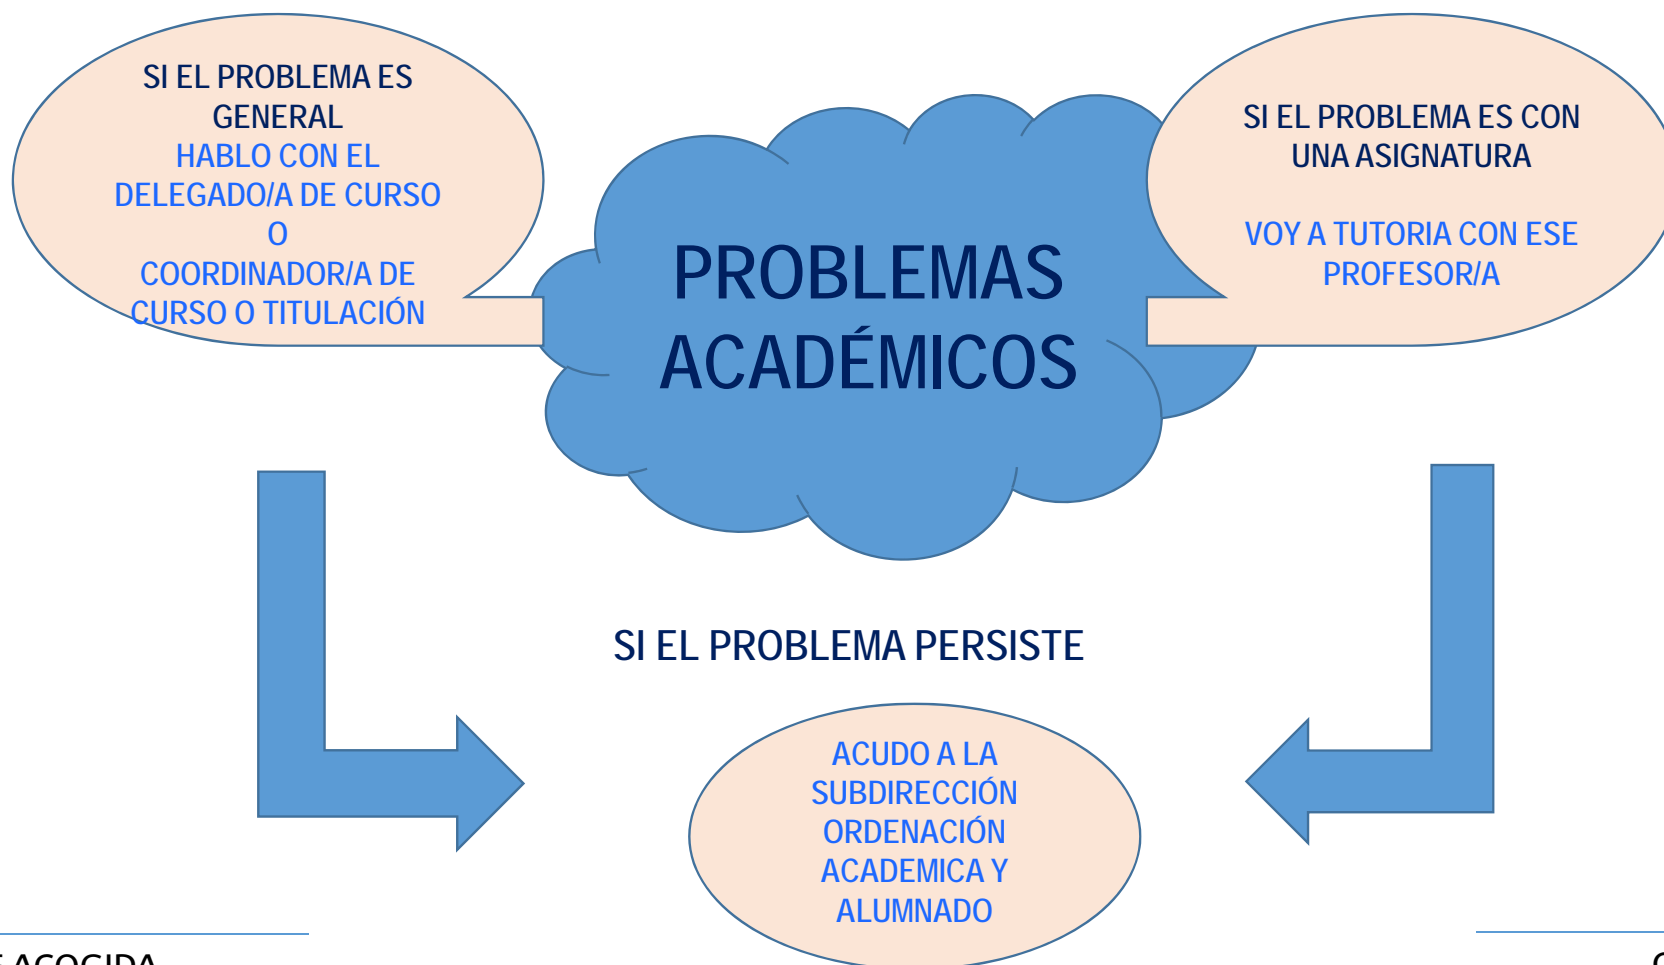 SI EL PROBLEMA ES
GENERAL
HABLO CON EL
DELEGADO/A DE CURSO
O
COORDINADOR/A DE
CURSO O TITULACIÓN
PROBLEMAS
ACADÉMICOS
SI EL PROBLEMA ES CON
UNA ASIGNATURA
VOY A TUTORIA CON ESE
PROFESOR/A
SI EL PROBLEMA PERSISTE
ACUDO A LA
SUBDIRECCIÓN
ORDENACIÓN
ACADEMICA Y
ALUMNADO
ACOGIDA